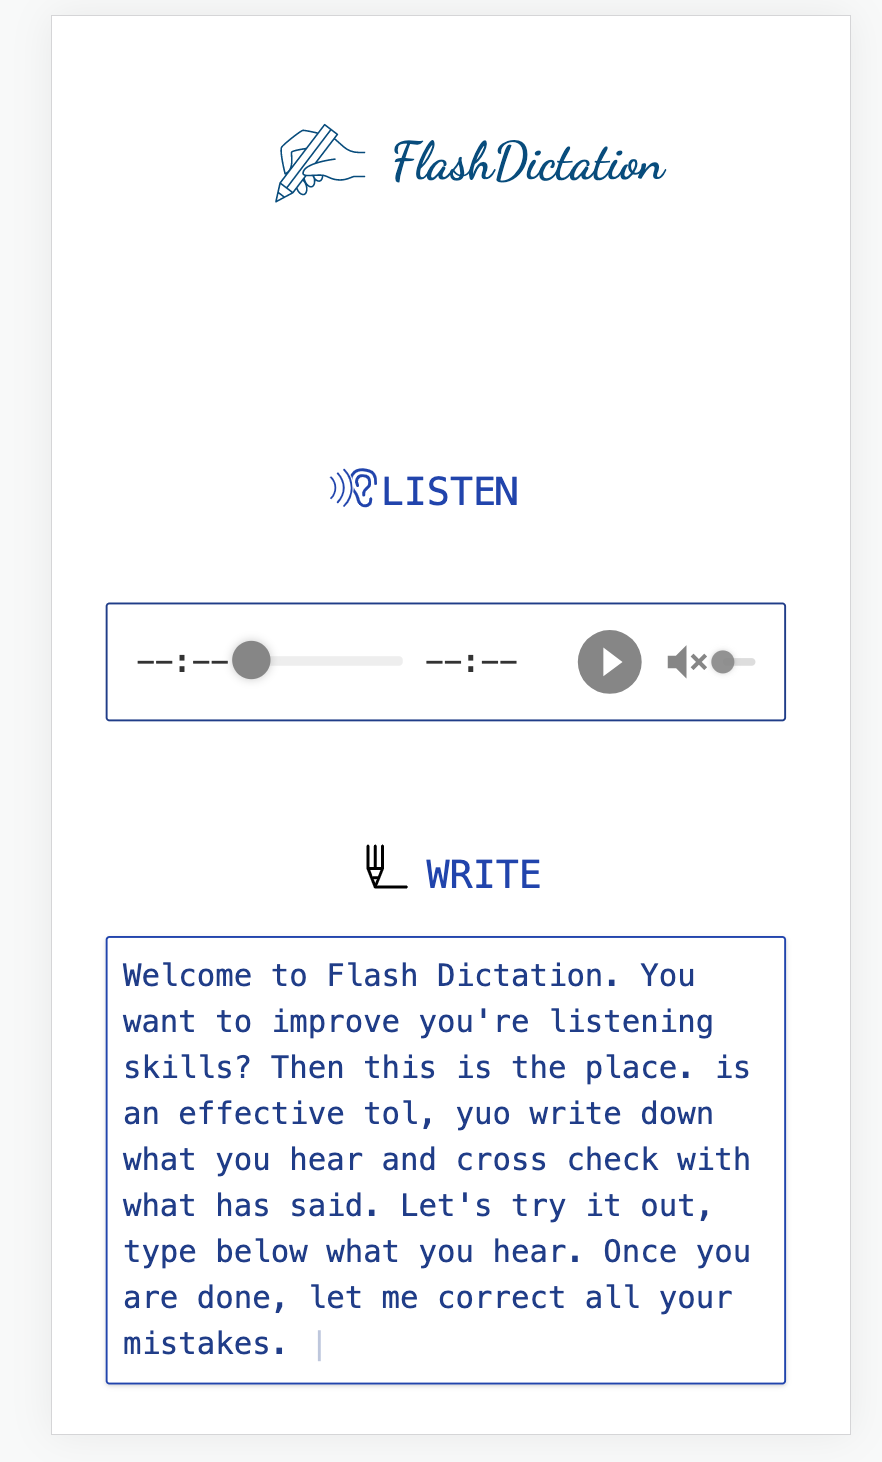 FlashDictation
LISTEN
--:-- --:--
WRITE
Welcome to Flash Dictation. You
want to improve you're listening
skills? Then this is the place. is
an effective tol, yuo write down
what you hear and cross check with
what has said. Let's try it out,
type below what you hear. Once you
are done, let me correct all your
mistakes.